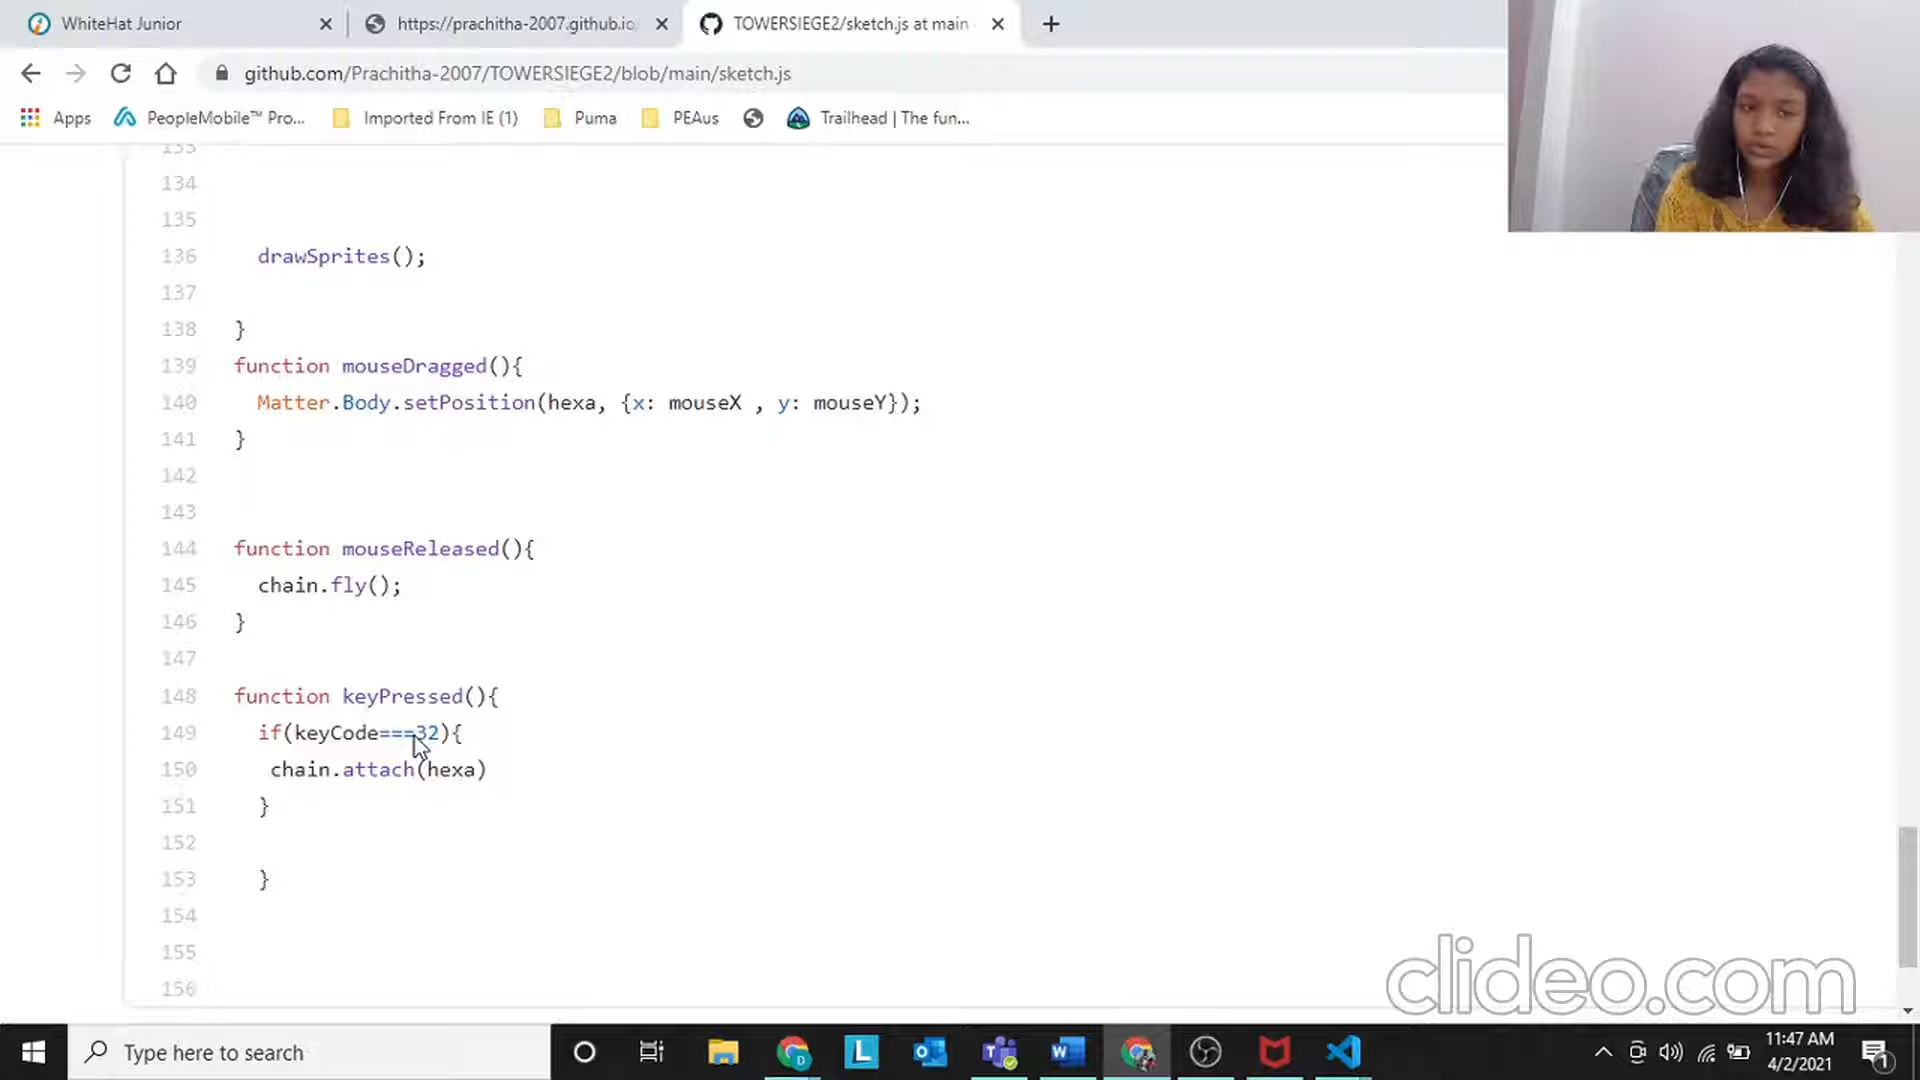 WhiteHat Junior
https://prachitha-2007.github.io
TOWERSIEGE2/sketch.js at main
github.com/Prachitha-2007/TOWERSIEGE2/blob/main/sketch.js
Apps
PeopleMobile™ Pro...
Imported From IE (1)
Puma
PEAus
Trailhead | The fun...
133
134
135
136 drawSprites();
137
138 }
139 function mouseDragged(){
140 Matter.Body.setPosition(hexa, {x: mouseX , y: mouseY});
141 }
142
143
144 function mouseReleased(){
145 chain.fly();
146 }
147
148 function keyPressed(){
149 if(keyCode===32){
150 chain.attach(hexa)
151 }
152
153 }
154
155
156
clideo.com
Type here to search
11:47 AM
4/2/2021
1